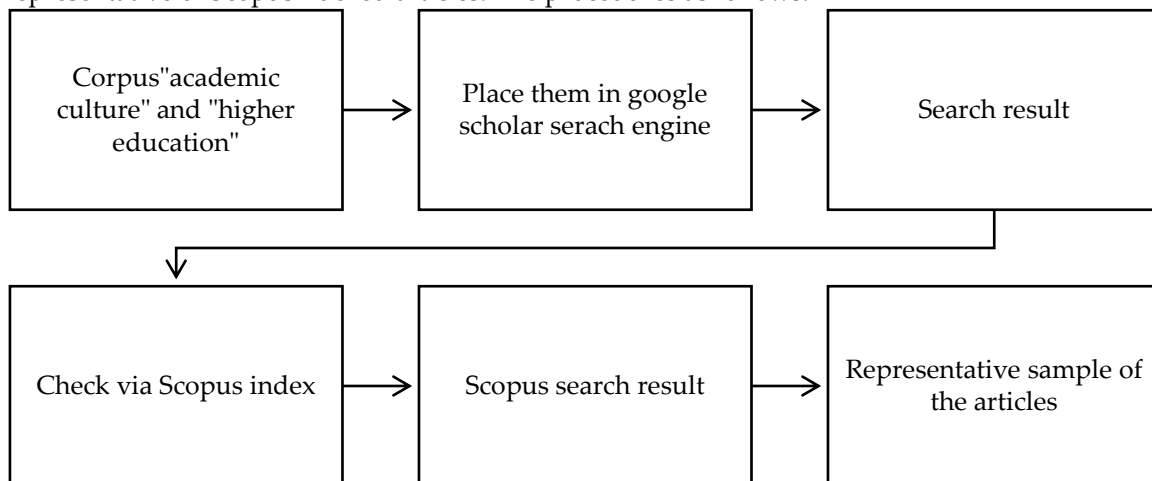 Corpus"academic
culture" and "higher
education"
Place them in google
scholar serach engine
Search result
Check via Scopus index
Scopus search result
Representative sample of
the articles